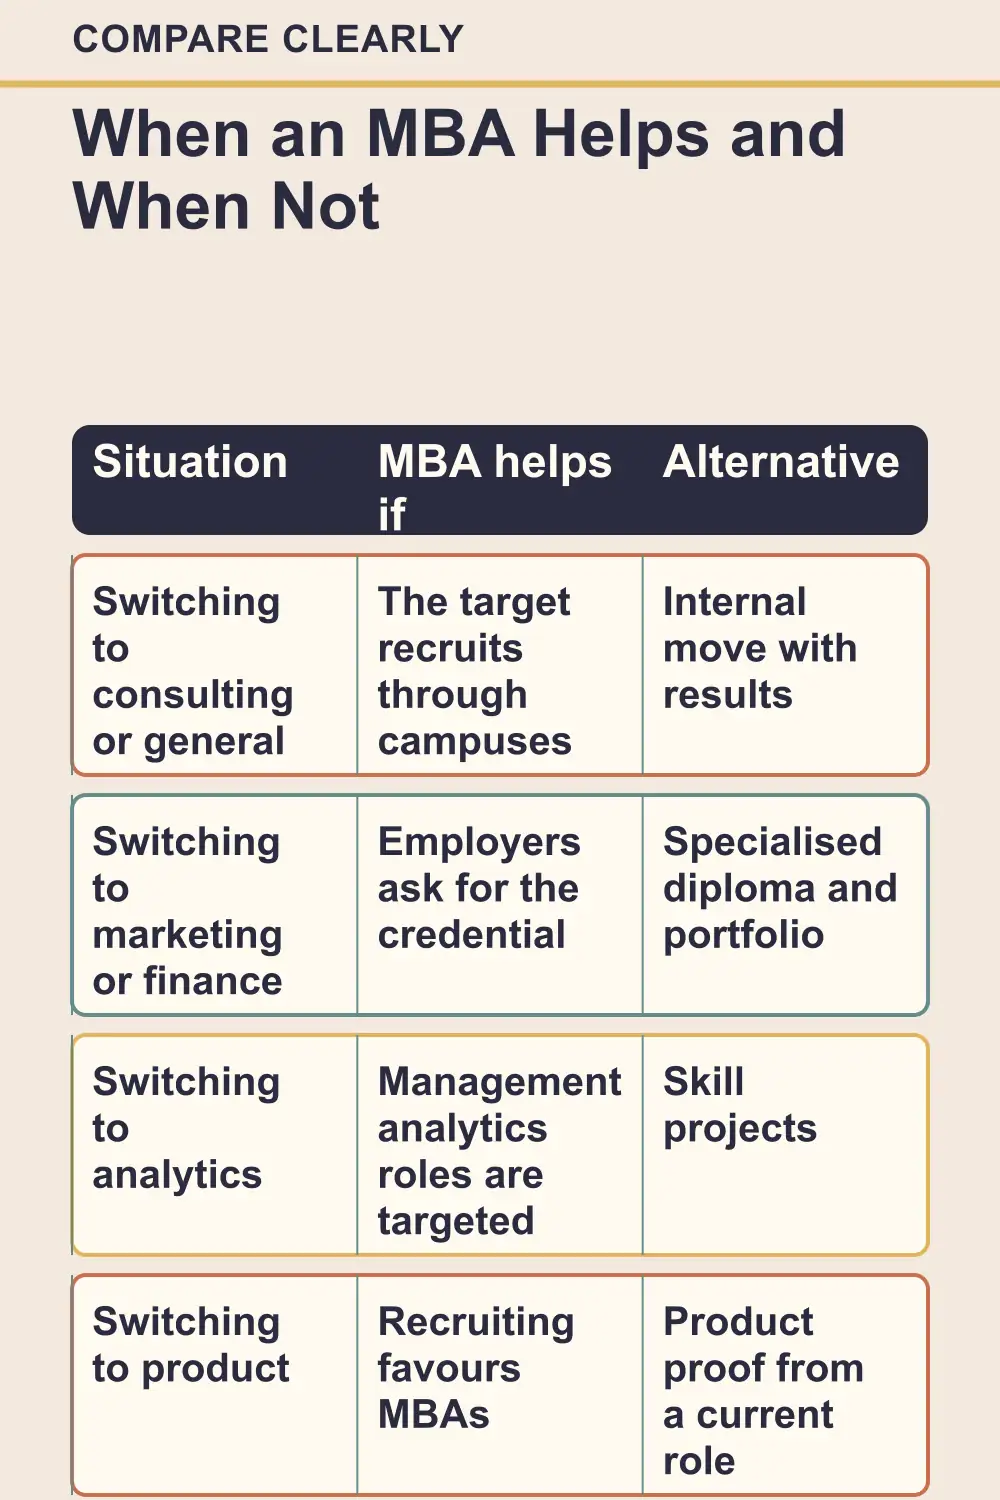 COMPARE CLEARLY
When an MBA Helps and
When Not
Situation
MBA helps
if
Alternative
Switching
to
consulting
or general
The target
recruits
through
campuses
Internal
move with
results
Switching
to
marketing
or finance
Employers
ask for the
credential
Specialised
diploma and
portfolio
Switching
to
analytics
Management
analytics
roles are
targeted
Skill
projects
Switching
to product
Recruiting
favours
MBAs
Product
proof from
a current
role